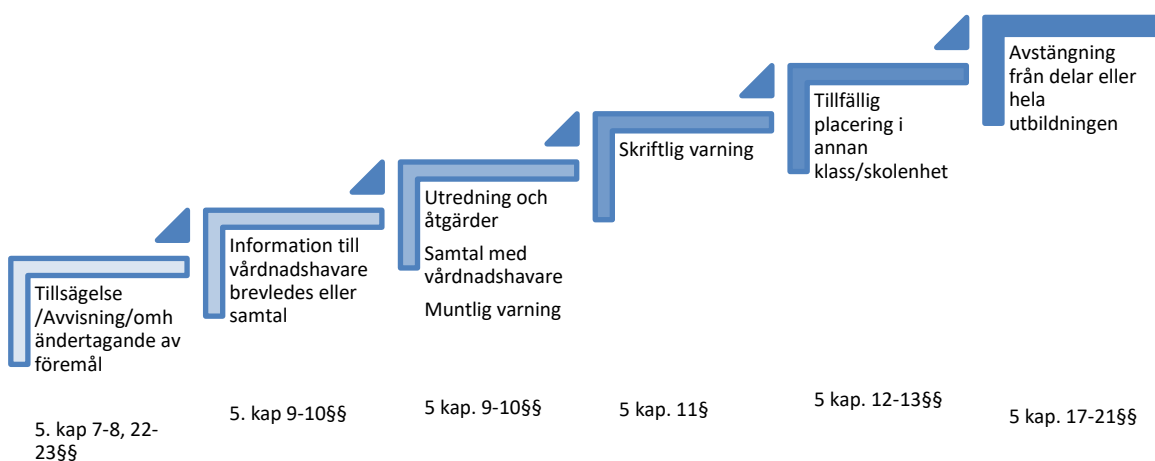 Tillsägelse
/Avvisning/omh
ändertagande av
föremål
5. kap 7-8, 22-
23§§
Information till
vårdnadshavare
brevledes eller
samtal
5. kap 9-10§§
Utredning och
åtgärder
Samtal med
vårdnadshavare
Muntlig varning
5 kap. 9-10§§
Skriftlig varning
5 kap. 11§
Tillfällig
placering i
annan
klass/skolenhet
5 kap. 12-13§§
Avstängning
från delar eller
hela
utbildningen
5 kap. 17-21§§